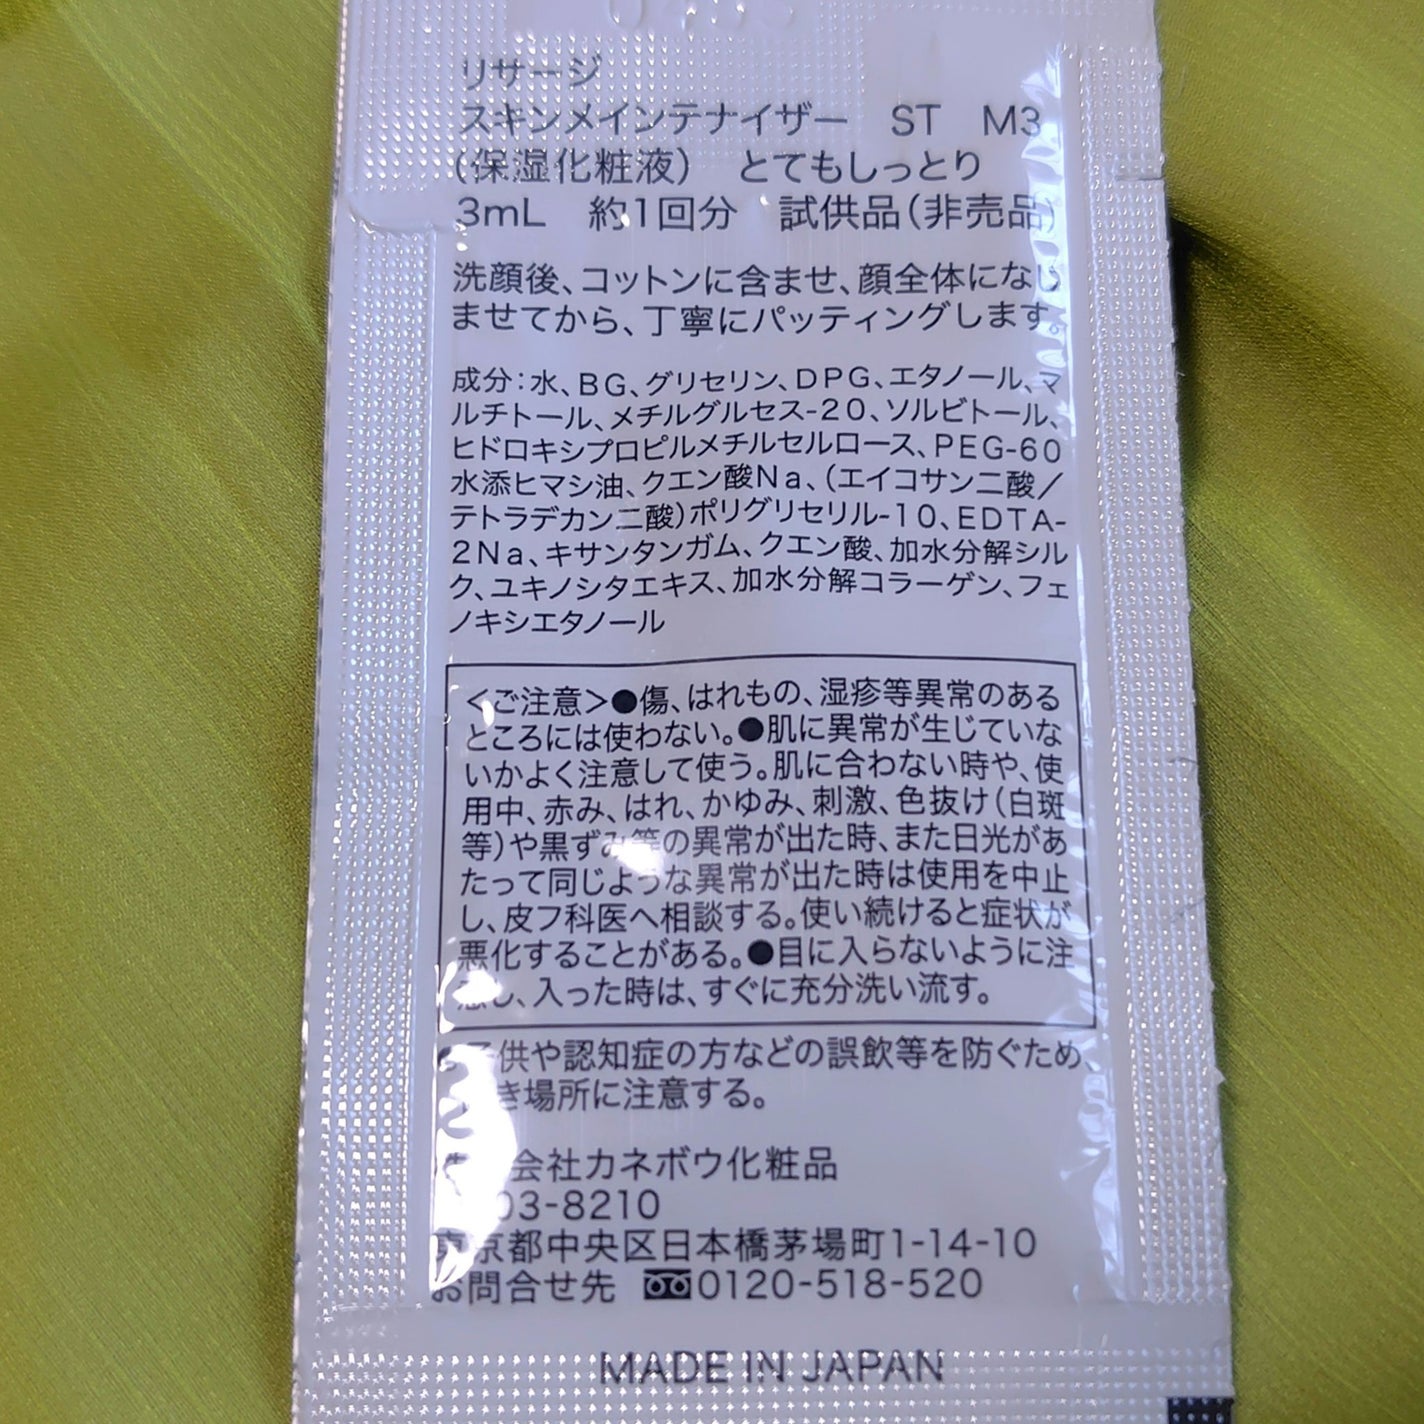 リサージ
スキンメインテナイザー ST M3
（保湿化粧液） とてもしっとり
3mL 約1回分 試供品（非売品）
洗顔後、コットンに含ませ、顔全体になじ
ませてから、丁寧にパッティングします。
成分：水、BG、グリセリン、DPG、エタノール、マ
ルチトール、メチルグルセス-20、ソルビトール、
ヒドロキシプロピルメチルセルロース、PEG-60
水添ヒマシ油、クエン酸Na、（エイコサン二酸／
テトラデカン二酸）ポリグリセリル-10、EDTA-
2Na、キサンタンガム、クエン酸、加水分解シル
ク、ユキノシタエキス、加水分解コラーゲン、フェ
ノキシエタノール
＜ご注意＞●傷、はれもの、湿疹等異常のある
ところには使わない。●肌に異常が生じていな
いかよく注意して使う。肌に合わない時や、使
用中、赤み、はれ、かゆみ、刺激、色抜け（白斑
等）や黒ずみ等の異常が出た時、また日光があ
たって同じような異常が出た時は使用を中止
し、皮フ科医へ相談する。使い続けると症状が
悪化することがある。●目に入らないように注
意し、入った時は、すぐに充分洗い流す。
子供や認知症の方などの誤飲等を防ぐため、
き場所に注意する。
会社カネボウ化粧品
03-8210
東京都中央区日本橋茅場町1-14-10
お問合せ先 0120-518-520
MADE IN JAPAN